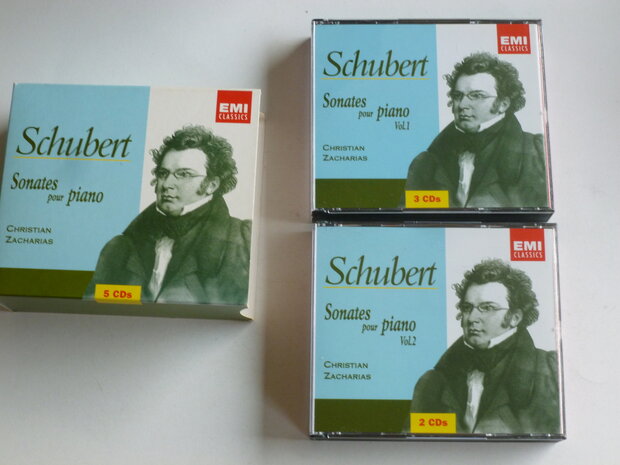 EMI
CLASSICS
Schubert
Sonates
pour piano
CHRISTIAN
ZACHARIAS
5 CDs
EMI
CLASSICS
Schubert
Sonates
pour piano
Vol.1
CHRISTIAN
ZACHARIAS
3 CDs
EMI
CLASSICS
Schubert
Sonates
pour piano
Vol.2
CHRISTIAN
ZACHARIAS
2 CDs